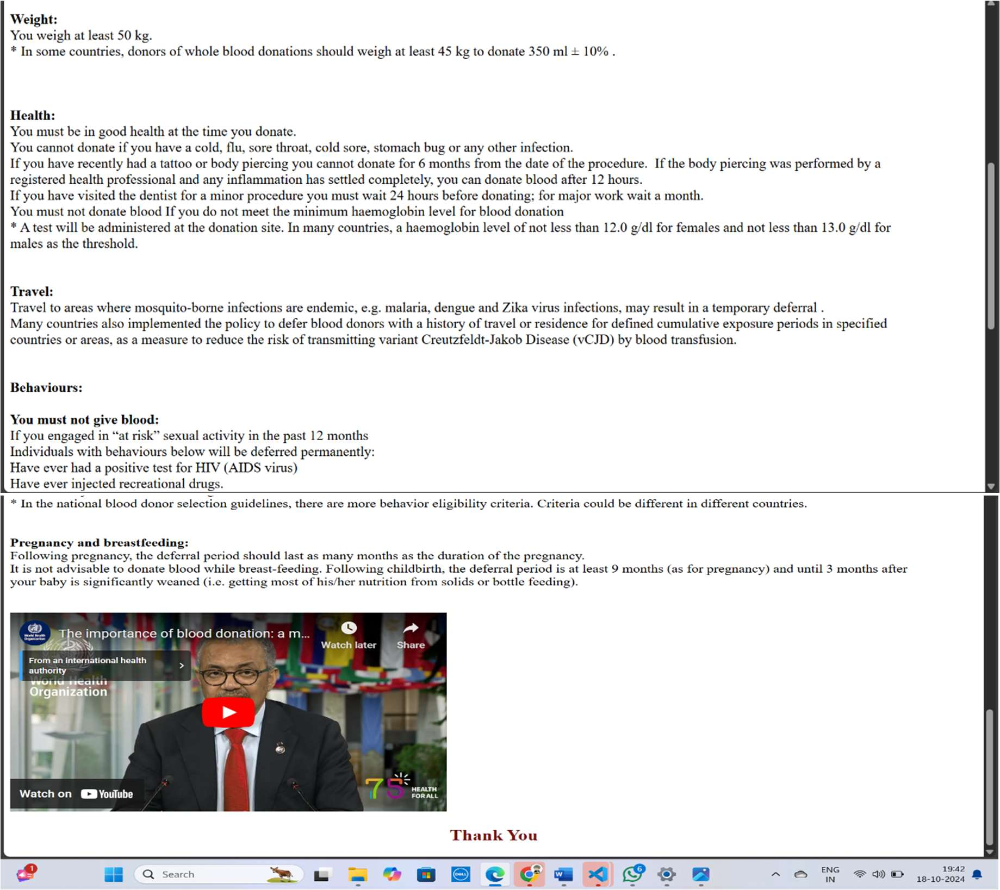 Weight:
You weigh at least 50 kg.
* In some countries, donors of whole blood donations should weigh at least 45 kg to donate 350 ml ± 10% .
Health:
You must be in good health at the time you donate.
You cannot donate if you have a cold, flu, sore throat, cold sore, stomach bug or any other infection.
If you have recently had a tattoo or body piercing you cannot donate for 6 months from the date of the procedure.  If the body piercing was performed by a
registered health professional and any inflammation has settled completely, you can donate blood after 12 hours.
If you have visited the dentist for a minor procedure you must wait 24 hours before donating; for major work wait a month.
You must not donate blood If you do not meet the minimum haemoglobin level for blood donation
* A test will be administered at the donation site. In many countries, a haemoglobin level of not less than 12.0 g/dl for females and not less than 13.0 g/dl for
males as the threshold.
Travel:
Travel to areas where mosquito-borne infections are endemic, e.g. malaria, dengue and Zika virus infections, may result in a temporary deferral .
Many countries also implemented the policy to defer blood donors with a history of travel or residence for defined cumulative exposure periods in specified
countries or areas, as a measure to reduce the risk of transmitting variant Creutzfeldt-Jakob Disease (vCJD) by blood transfusion.
Behaviours:
You must not give blood:
If you engaged in “at risk” sexual activity in the past 12 months
Individuals with behaviours below will be deferred permanently:
Have ever had a positive test for HIV (AIDS virus)
Have ever injected recreational drugs.
* In the national blood donor selection guidelines, there are more behavior eligibility criteria. Criteria could be different in different countries.
Pregnancy and breastfeeding:
Following pregnancy, the deferral period should last as many months as the duration of the pregnancy.
It is not advisable to donate blood while breast-feeding. Following childbirth, the deferral period is at least 9 months (as for pregnancy) and until 3 months after
your baby is significantly weaned (i.e. getting most of his/her nutrition from solids or bottle feeding).
World Health
Organization
The importance of blood donation: a m...
Watch later
Share
From an international health
authority
World Health
Organization
Watch on YouTube
75
HEALTH
FOR ALL
Thank You
1
Search
DELL
W
6
ENG
IN
19:42
18-10-2024